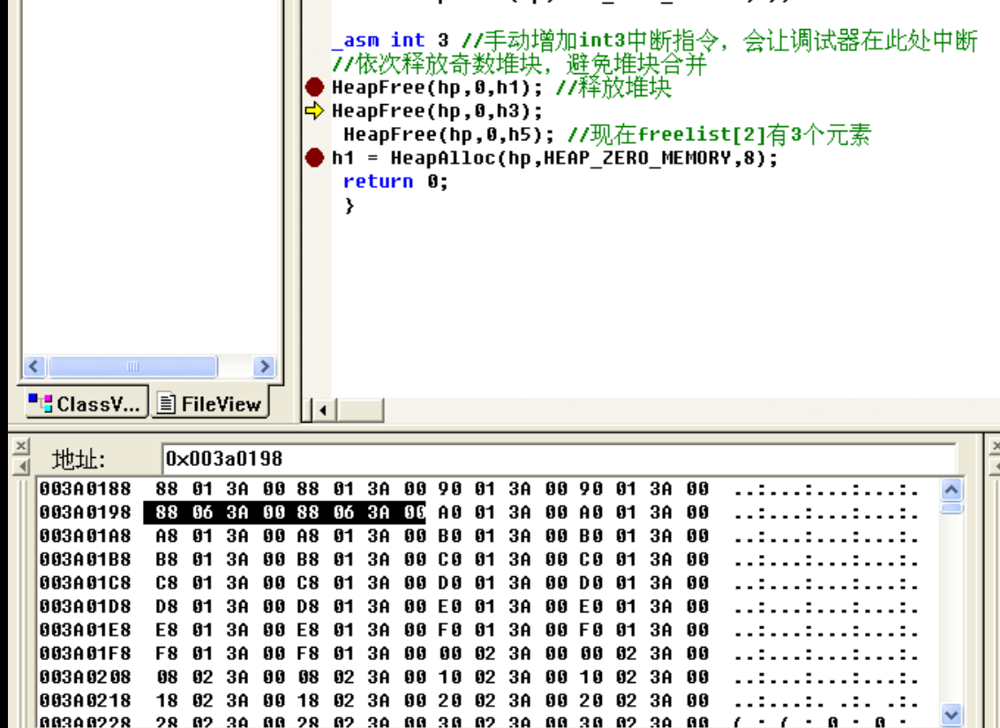 _asm int 3 //手动增加int3中断指令，会让调试器在此处中断
//依次释放奇数堆块，避免堆块合并
HeapFree(hp,0,h1); //释放堆块
HeapFree(hp,0,h3);
HeapFree(hp,0,h5); //现在freelist[2]有3个元素
h1 = HeapAlloc(hp,HEAP_ZERO_MEMORY,8);
return 0;
}
ClassV... FileView
地址: 0x003a0198
003A0188 88 01 3A 00 88 01 3A 00 90 01 3A 00 90 01 3A 00 ..:...:...:...:.
003A0198 88 06 3A 00 88 06 3A 00 A0 01 3A 00 A0 01 3A 00 ..:...:...:...:.
003A01A8 A8 01 3A 00 A8 01 3A 00 B0 01 3A 00 B0 01 3A 00 ..:...:...:...:.
003A01B8 B8 01 3A 00 B8 01 3A 00 C0 01 3A 00 C0 01 3A 00 ..:...:...:...:.
003A01C8 C8 01 3A 00 C8 01 3A 00 D0 01 3A 00 D0 01 3A 00 ..:...:...:...:.
003A01D8 D8 01 3A 00 D8 01 3A 00 E0 01 3A 00 E0 01 3A 00 ..:...:...:...:.
003A01E8 E8 01 3A 00 E8 01 3A 00 F0 01 3A 00 F0 01 3A 00 ..:...:...:...:.
003A01F8 F8 01 3A 00 F8 01 3A 00 00 02 3A 00 00 02 3A 00 ..:...:...:...:.
003A0208 08 02 3A 00 08 02 3A 00 10 02 3A 00 10 02 3A 00 ..:...:...:...:.
003A0218 18 02 3A 00 18 02 3A 00 20 02 3A 00 20 02 3A 00 ..:...:. .:. .:.
003A0228 28 02 3A 00 28 02 3A 00 30 02 3A 00 30 02 3A 00